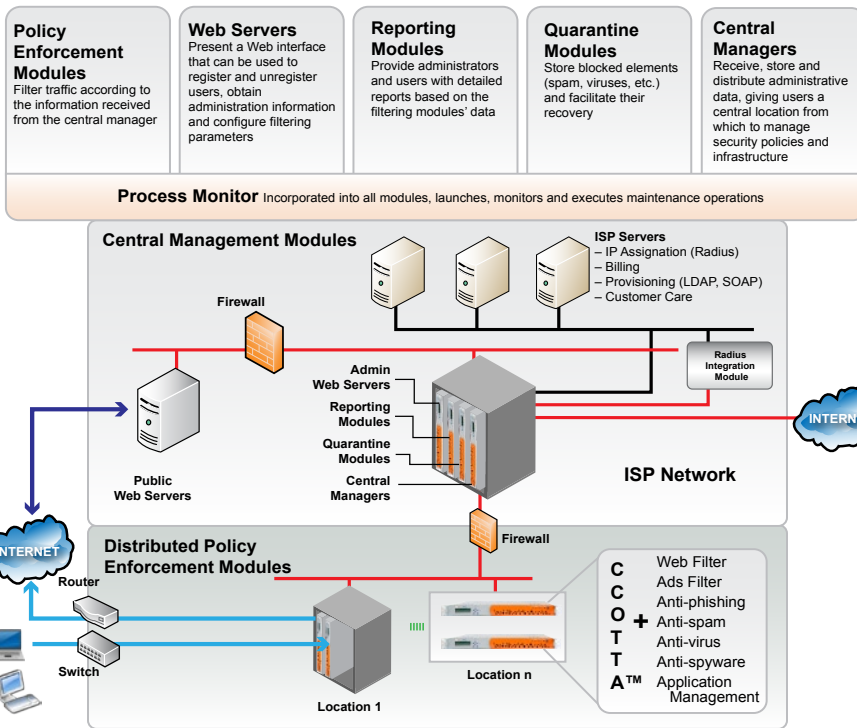 Policy
Enforcement
Modules
Filter traffic according to
the information received
from the central manager
Web Servers
Present a Web interface
that can be used to
register and unregister
users, obtain
administration information
and configure filtering
parameters
Reporting
Modules
Provide administrators
and users with detailed
reports based on the
filtering modules' data
Quarantine
Modules
Store blocked elements
(spam, viruses, etc.)
and facilitate their
recovery
Central
Managers
Receive, store and
distribute administrative
data, giving users a
central location from
which to manage
security policies and
infrastructure
Process Monitor Incorporated into all modules, launches, monitors and executes maintenance operations
Central Management Modules
ISP Servers
– IP Assignation (Radius)
– Billing
– Provisioning (LDAP, SOAP)
– Customer Care
Firewall
Radius
Integration
Module
Admin
Web Servers
Reporting
Modules
Quarantine
Modules
Central
Managers
INTERN
Public
Web Servers
ISP Network
Firewall
INTERNET
Distributed Policy
Enforcement Modules
Router
Switch
Location 1
Location n
C
C
O
T
T
A™
+
Web Filter
Ads Filter
Anti-phishing
Anti-spam
Anti-virus
Anti-spyware
Application
Management